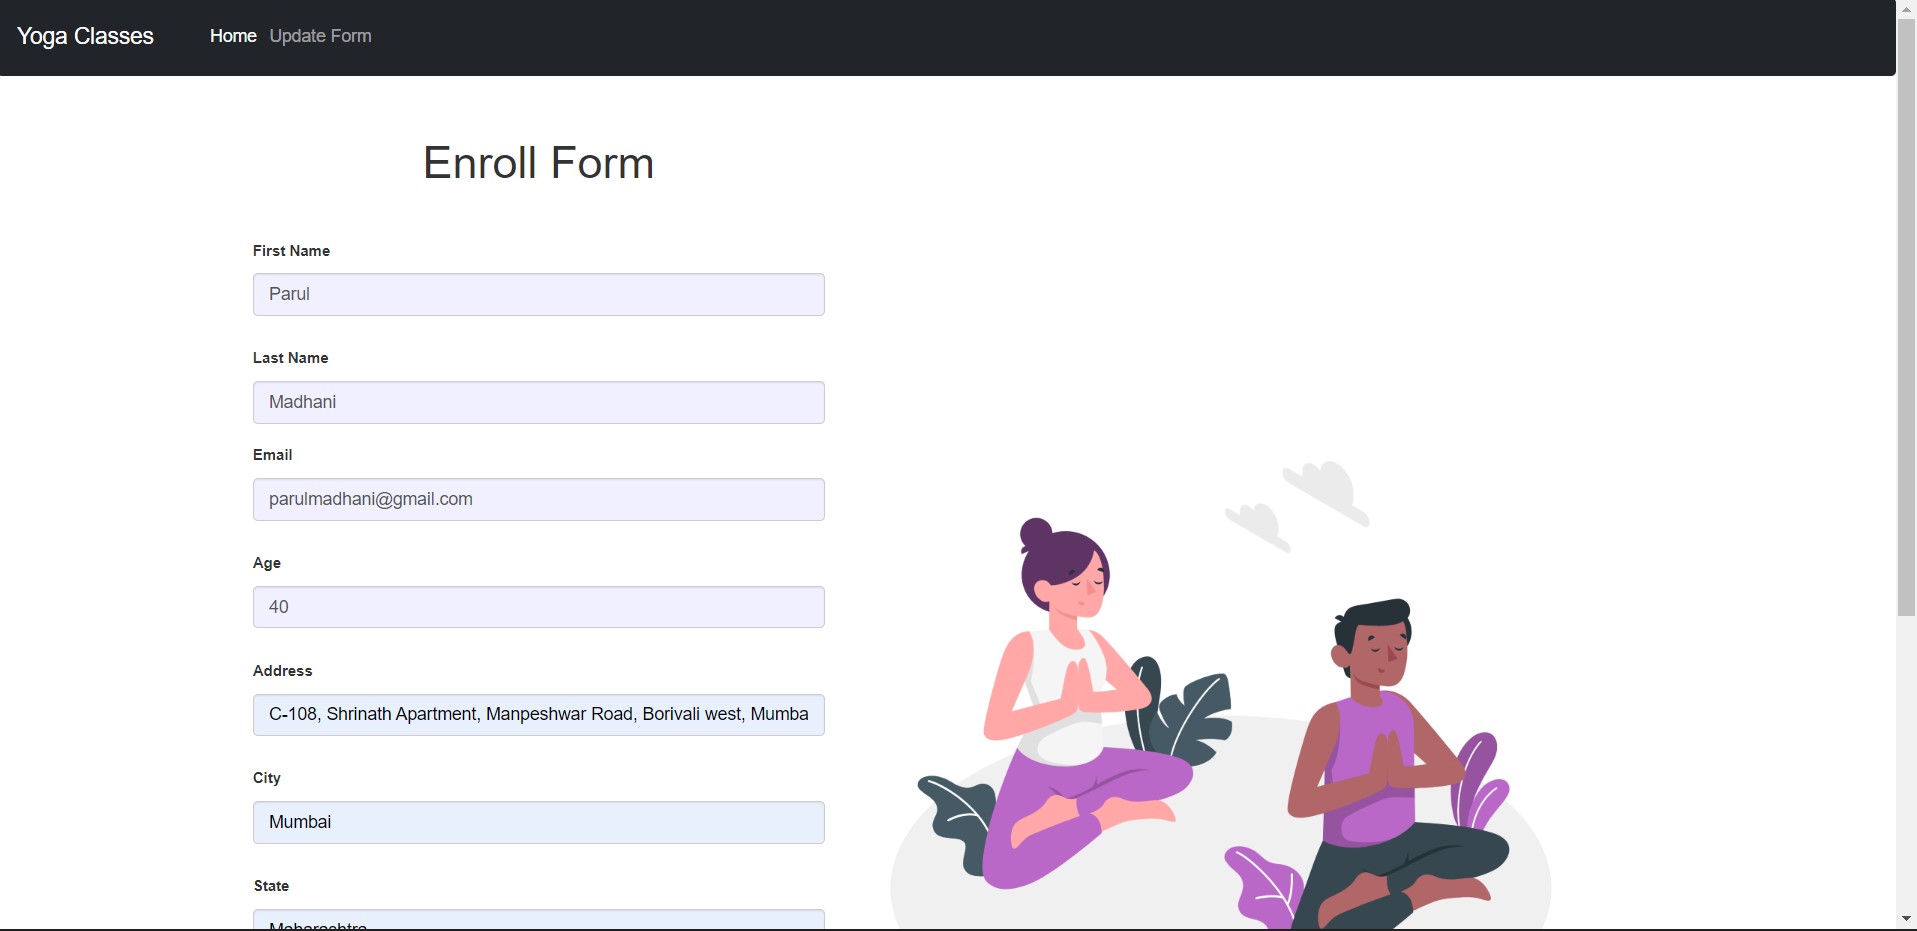 Yoga Classes Home Update Form
Enroll Form
First Name
Parul
Last Name
Madhani
Email
parulmadhani@gmail.com
Age
40
Address
C-108, Shrinath Apartment, Manpeshwar Road, Borivali west, Mumba
City
Mumbai
State
Maharashtra